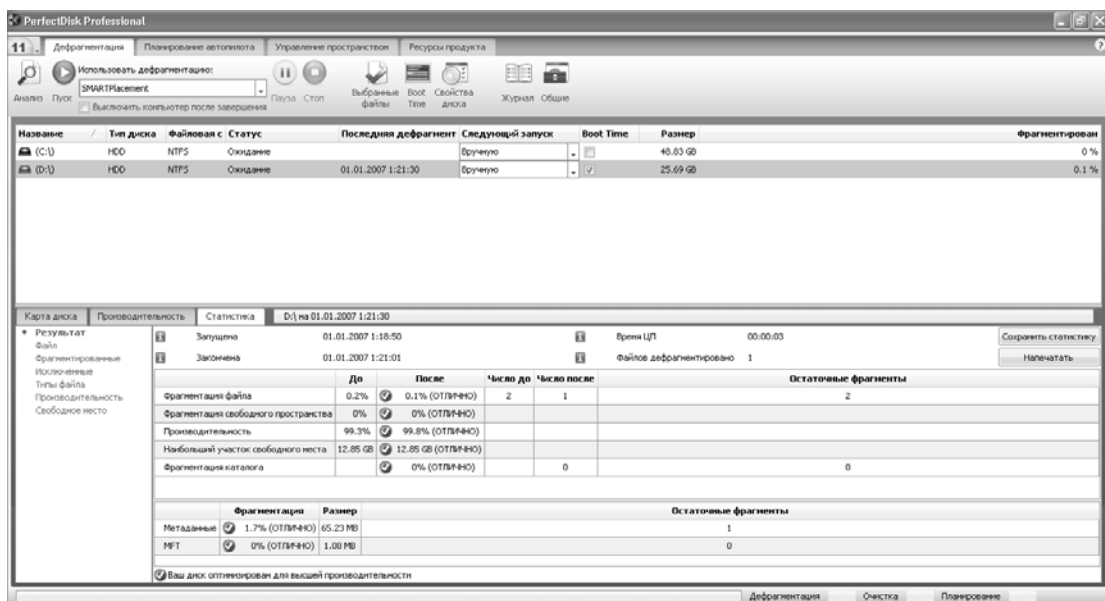 PerfectDisk Professional
11 Дефрагментация Планирование автопилота Управление пространством Ресурсы продукта
Использовать дефрагментацию:
SMARTPlacement
Выключить компьютер после завершения
Анализ Пуск Пауза Стоп Выбранные файлы Boot Time Свойства диска Журнал Общие
Название Тип диска Файловая с Статус Последняя дефрагмент Следующий запуск Boot Time Размер Фрагментирован
(C:\) HDD NTFS Ожидание Вручную 48.83 GB 0 %
(D:\) HDD NTFS Ожидание 01.01.2007 1:21:30 Вручную 25.69 GB 0.1 %
Карта диска Производительность Статистика D:\ на 01.01.2007 1:21:30
Результат
Файл
Фрагментированные
Исключенные
Типы файла
Производительность
Свободное место
Запущена 01.01.2007 1:18:50 Время ЦП 00:00:03 Сохранить статистику
Закончена 01.01.2007 1:21:01 Файлов дефрагментировано 1 Напечатать
До После Число до Число после Остаточные фрагменты
Фрагментация файла 0.2% 0.1% (ОТЛИЧНО) 2 1 2
Фрагментация свободного пространства 0% 0% (ОТЛИЧНО)
Производительность 99.3% 99.8% (ОТЛИЧНО)
Наибольший участок свободного места 12.85 GB 12.85 GB (ОТЛИЧНО)
Фрагментация каталога 0% (ОТЛИЧНО) 0 0
Фрагментация Размер Остаточные фрагменты
Метаданные 1.7% (ОТЛИЧНО) 65.23 MB 1
MFT 0% (ОТЛИЧНО) 1.08 MB 0
Ваш диск оптимизирован для высшей производительности
Дефрагментация Очистка Планирование